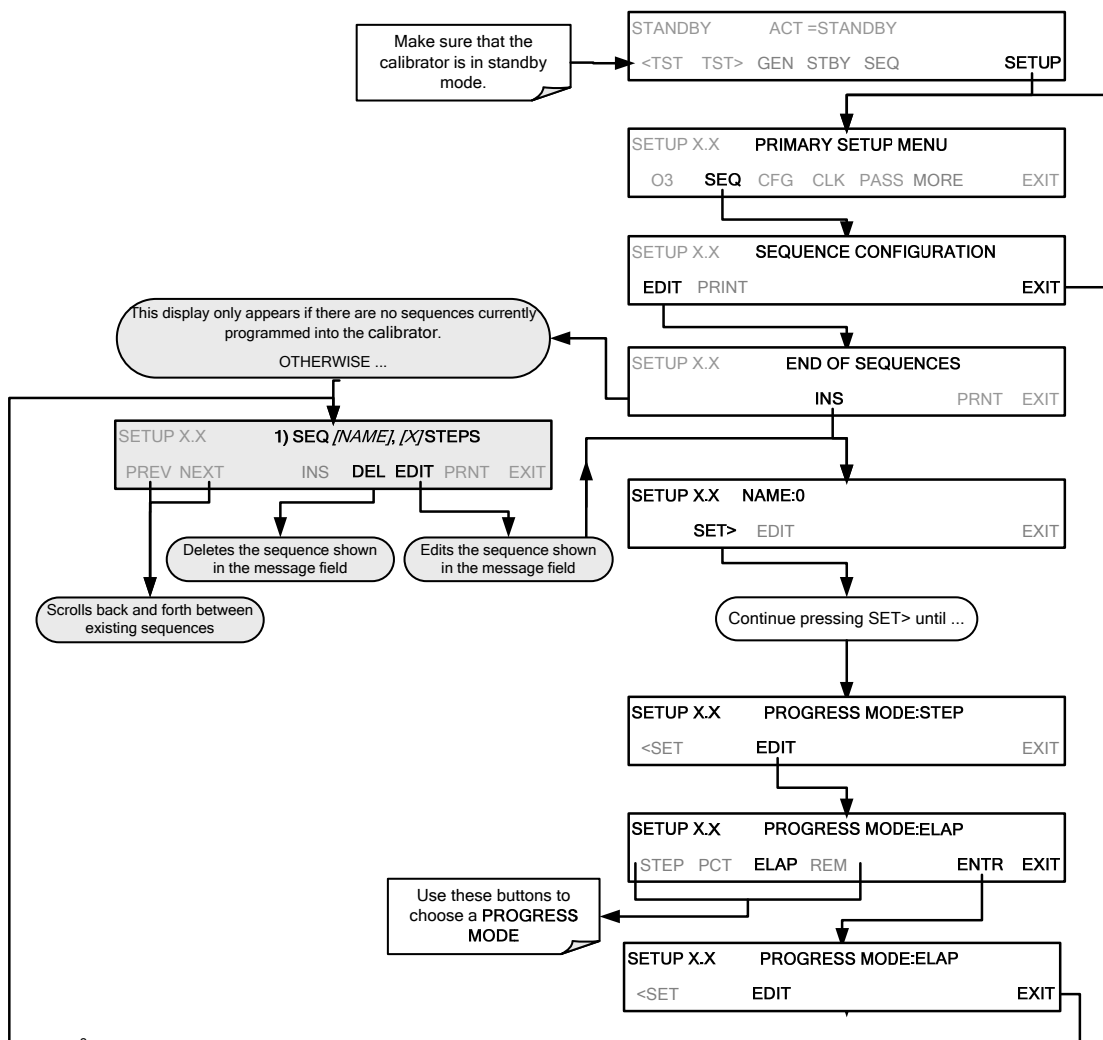 Make sure that the
calibrator is in standby
mode.
STANDBY ACT =STANDBY
<TST TST> GEN STBY SEQ SETUP
SETUP X.X PRIMARY SETUP MENU
O3 SEQ CFG CLK PASS MORE EXIT
SETUP X.X SEQUENCE CONFIGURATION
EDIT PRINT EXIT
This display only appears if there are no sequences currently
programmed into the calibrator.
OTHERWISE ...
SETUP X.X END OF SEQUENCES
INS PRNT EXIT
SETUP X.X 1) SEQ [NAME], [X] STEPS
PREV NEXT INS DEL EDIT PRNT EXIT
Deletes the sequence shown
in the message field
Edits the sequence shown
in the message field
Scrolls back and forth between
existing sequences
SETUP X.X NAME:0
SET> EDIT EXIT
Continue pressing SET> until ...
SETUP X.X PROGRESS MODE:STEP
<SET EDIT EXIT
SETUP X.X PROGRESS MODE:ELAP
STEP PCT ELAP REM ENTR EXIT
Use these buttons to
choose a PROGRESS
MODE
SETUP X.X PROGRESS MODE:ELAP
<SET EDIT EXIT